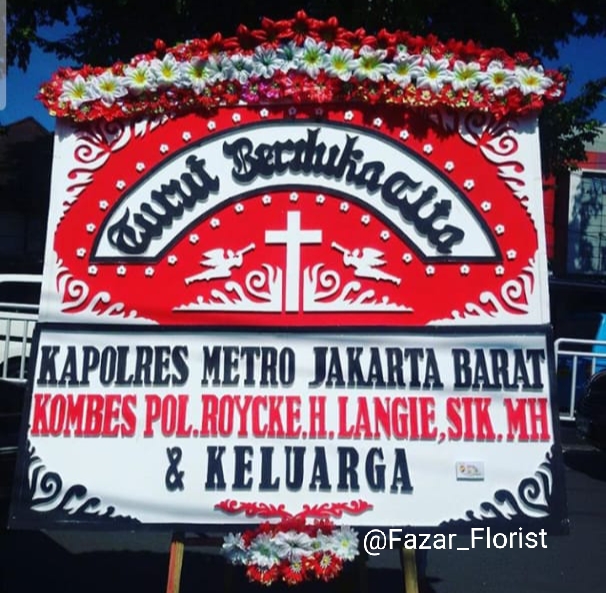 Turut Berduka Cita
KAPOLRES METRO JAKARTA BARAT
KOMBES POL.ROYCKE.H.LANGIE,SIK.MH
& KELUARGA
@Fazar_Florist